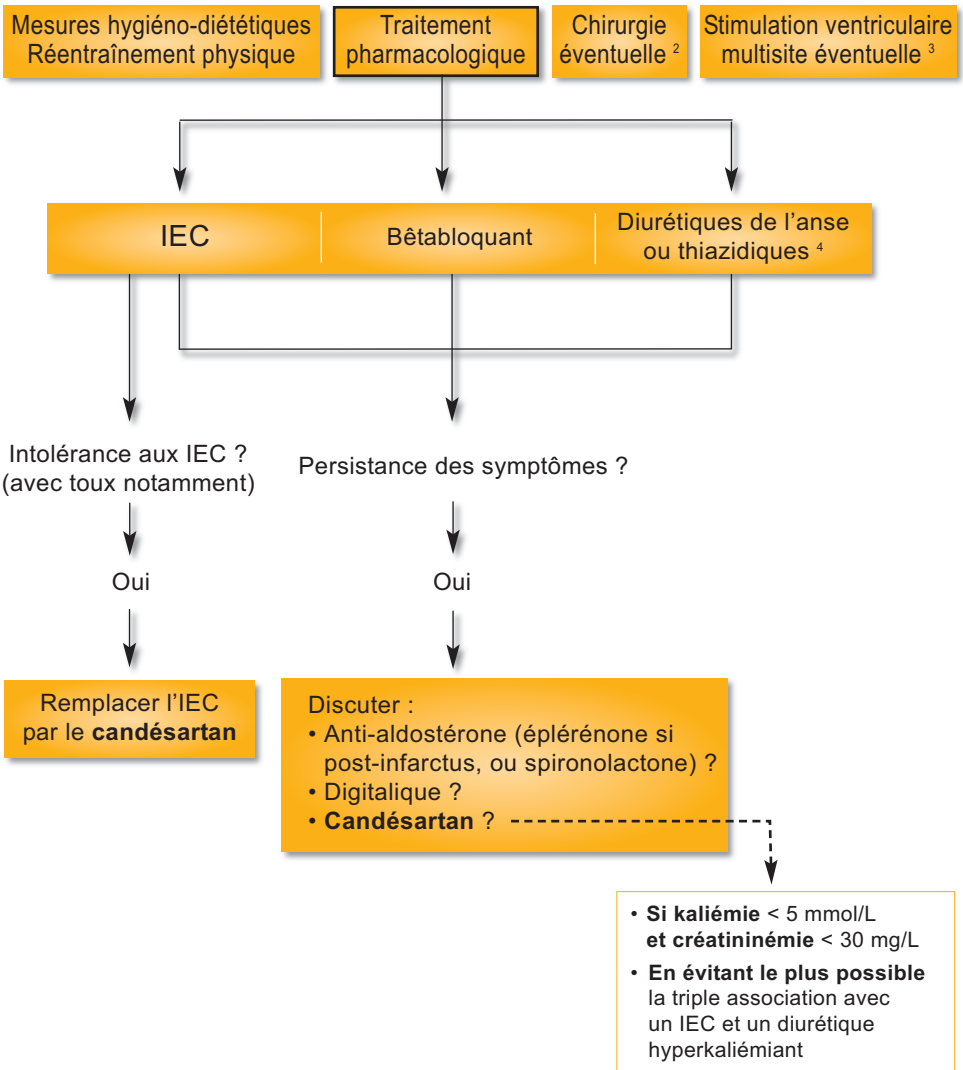 Mesures hygiéno-diététiques
Réentraînement physique
Traitement
pharmacologique
Chirurgie
éventuelle ²
Stimulation ventriculaire
multisite éventuelle ³
IEC
Bêtabloquant
Diurétiques de l’anse
ou thiazidiques ⁴
Intolérance aux IEC ?
(avec toux notamment)
Persistance des symptômes ?
Oui
Oui
Remplacer l’IEC
par le candésartan
Discuter :
• Anti-aldostérone (éplérénone si
post-infarctus, ou spironolactone) ?
• Digitalique ?
• Candésartan ?
• Si kaliémie < 5 mmol/L
et créatininémie < 30 mg/L
• En évitant le plus possible
la triple association avec
un IEC et un diurétique
hyperkaliémiant